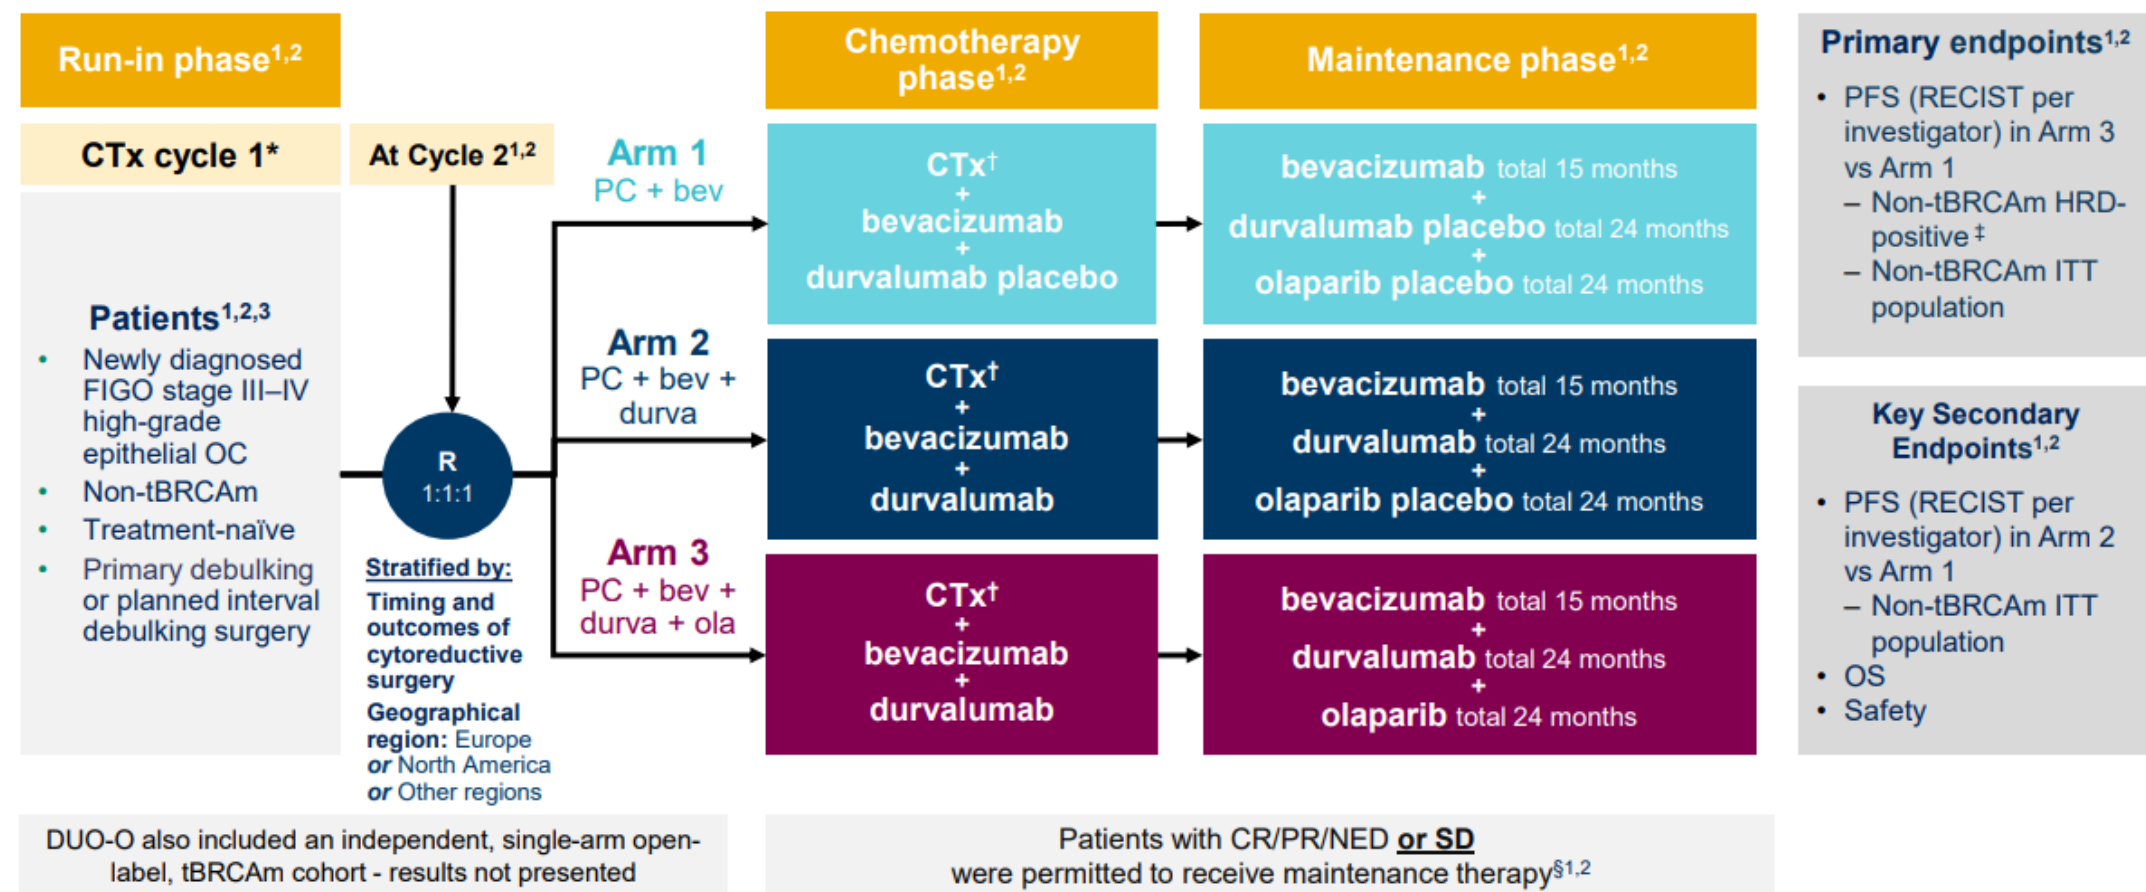 Run-in phase1,2
CTx cycle 1*
Patients1,2,3
• Newly diagnosed
FIGO stage III–IV
high-grade
epithelial OC
• Non-tBRCAm
• Treatment-naïve
• Primary debulking
or planned interval
debulking surgery
At Cycle 21,2
R
1:1:1
Stratified by:
Timing and
outcomes of
cytoreductive
surgery
Geographical
region: Europe
or North America
or Other regions
Arm 1
PC + bev
Arm 2
PC + bev +
durva
Arm 3
PC + bev +
durva + ola
Chemotherapy
phase1,2
CTx†
+
bevacizumab
+
durvalumab placebo
CTx†
+
bevacizumab
+
durvalumab
CTx†
+
bevacizumab
+
durvalumab
Maintenance phase1,2
bevacizumab total 15 months
+
durvalumab placebo total 24 months
+
olaparib placebo total 24 months
bevacizumab total 15 months
+
durvalumab total 24 months
+
olaparib placebo total 24 months
bevacizumab total 15 months
+
durvalumab total 24 months
+
olaparib total 24 months
Primary endpoints1,2
• PFS (RECIST per
investigator) in Arm 3
vs Arm 1
– Non-tBRCAm HRD-
positive‡
– Non-tBRCAm ITT
population
Key Secondary
Endpoints1,2
• PFS (RECIST per
investigator) in Arm 2
vs Arm 1
– Non-tBRCAm ITT
population
• OS
• Safety
DUO-O also included an independent, single-arm open-
label, tBRCAm cohort - results not presented
Patients with CR/PR/NED or SD
were permitted to receive maintenance therapy§1,2